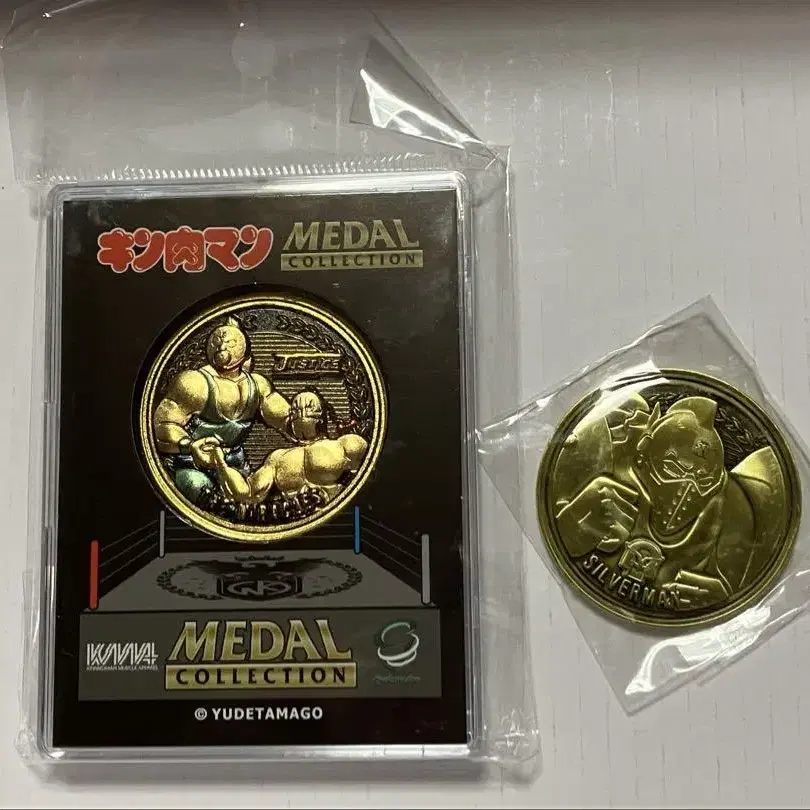 キン肉マン MEDAL
COLLECTION
JUSTICE
MEDAL
COLLECTION
© YUDETAMAGO
SILVERMAN